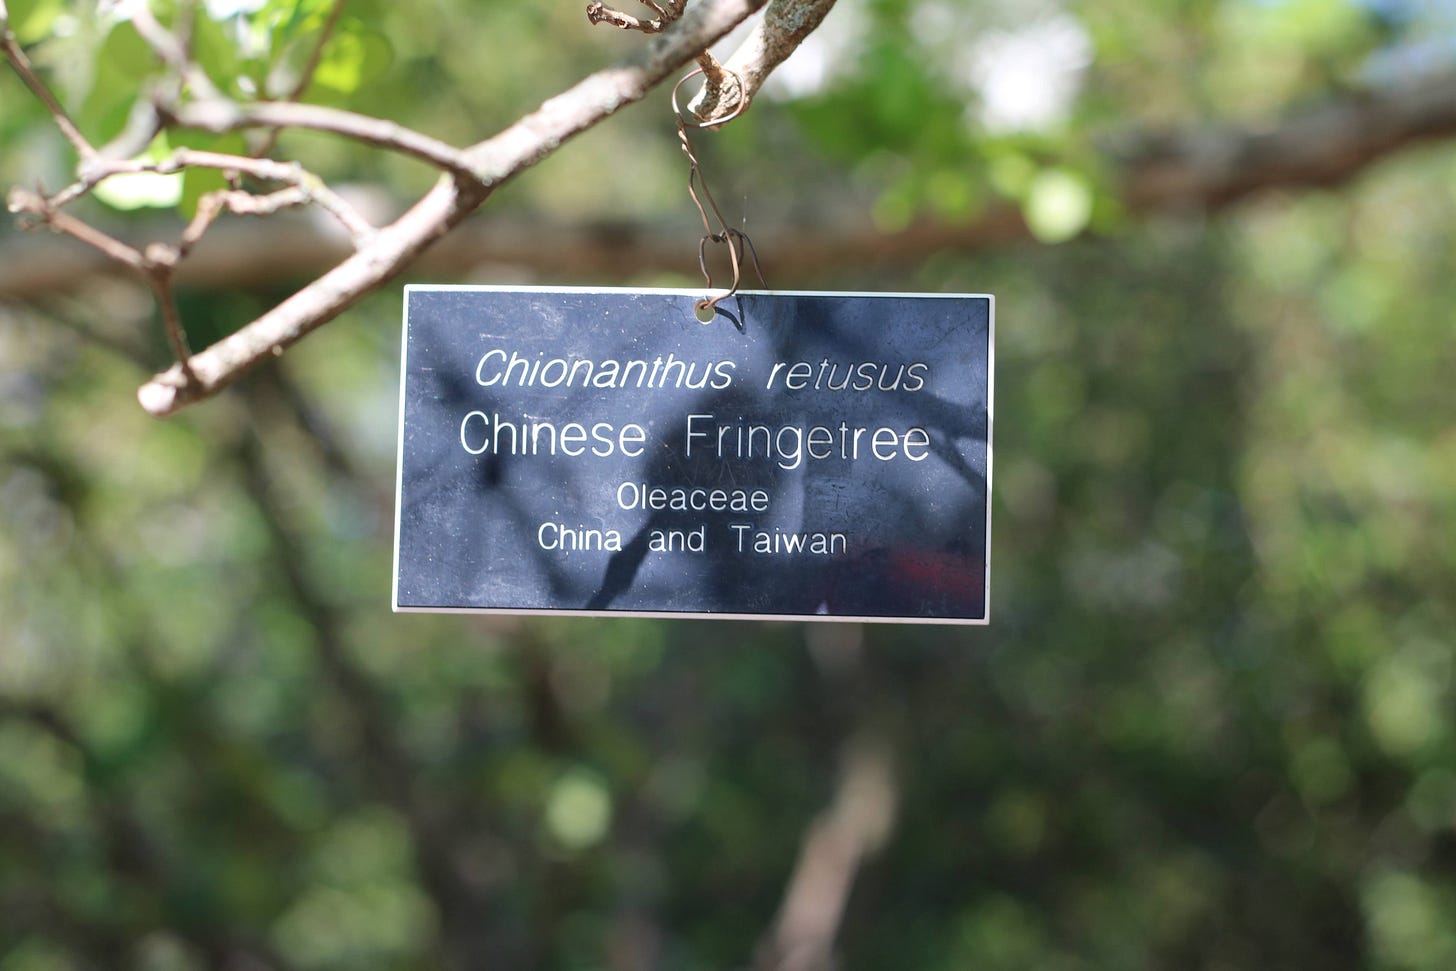 Chionanthus retusus
Chinese Fringetree
Oleaceae
China and Taiwan